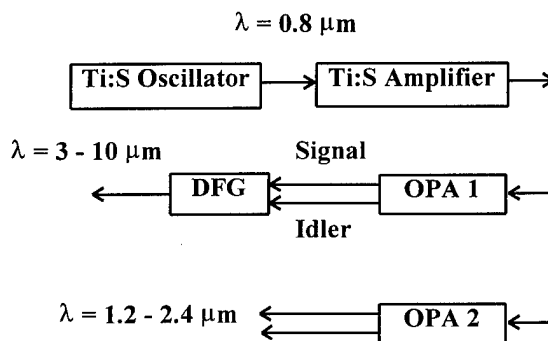 λ = 0.8 μm
Ti:S Oscillator
Ti:S Amplifier
λ = 3 - 10 μm
Signal
DFG
OPA 1
Idler
λ = 1.2 - 2.4 μm
OPA 2